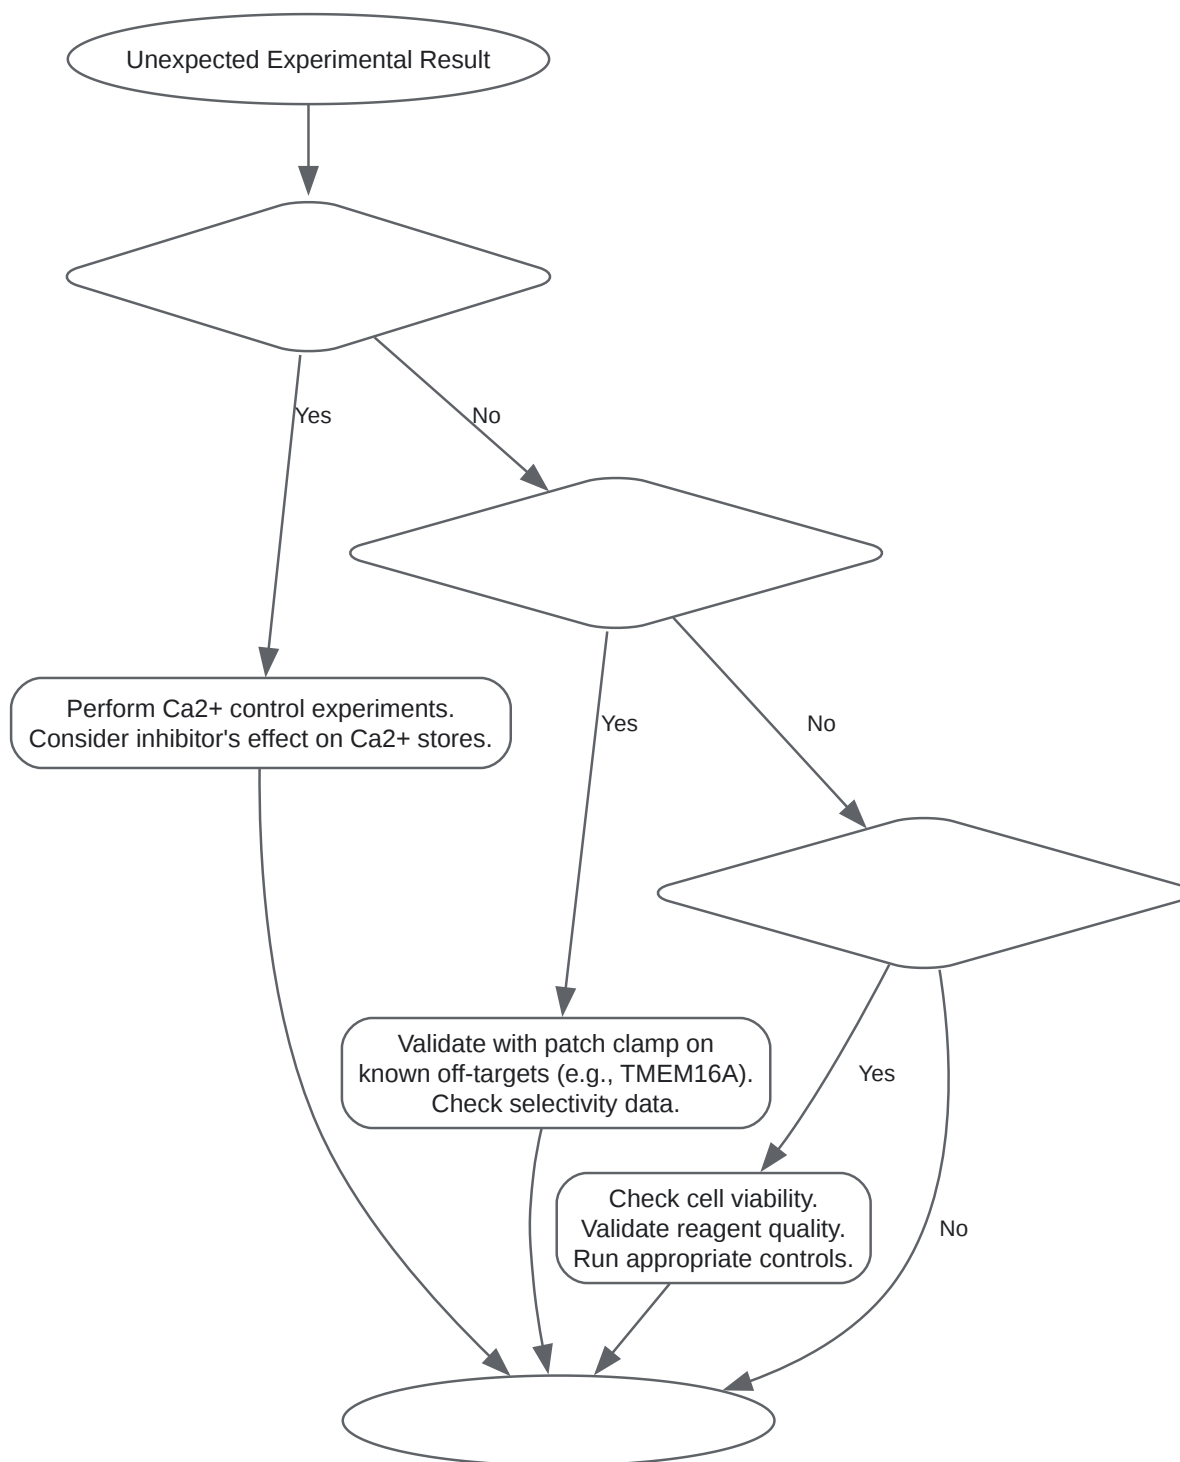 Unexpected Experimental Result
Yes
No
Perform Ca2+ control experiments.
Consider inhibitor's effect on Ca2+ stores.
Yes
No
Validate with patch clamp on
known off-targets (e.g., TMEM16A).
Check selectivity data.
Yes
Check cell viability.
Validate reagent quality.
Run appropriate controls.
No